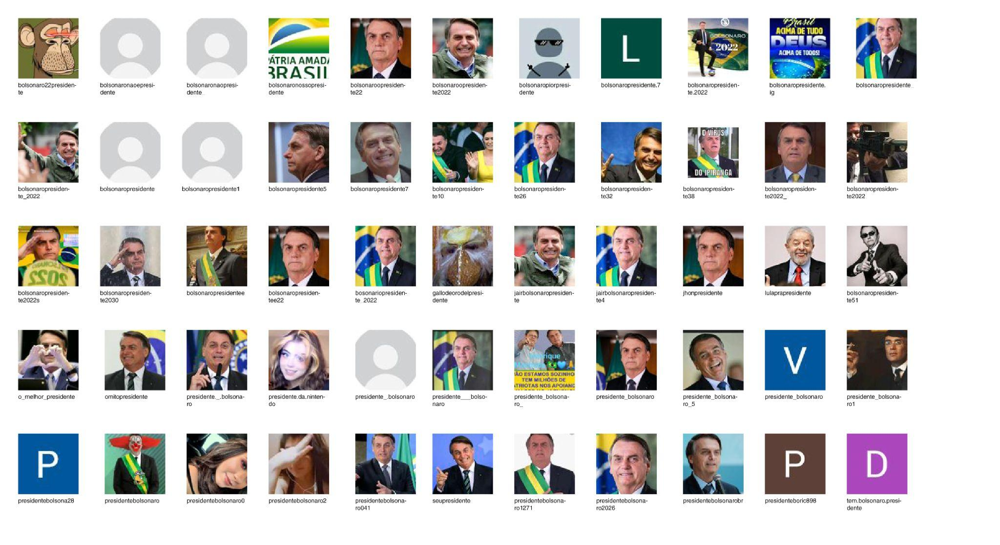 PÁTRIA AMADA
BRASIL
L
BOLSONARO
2022
Brasil
ACIMA DE TUDO
DEUS
ACIMA DE TODOS!
bolsonaro22presiden-
te
bolsonaronaoepresi-
dente
bolsonaronaopresi-
dente_
bolsonaronossopresi-
dente
bolsonaroopresiden-
te22
bolsonaroopresiden-
te2022
bolsonaropiorpresi-
dente
bolsonaropresidente.7
bolsonaropresiden-
te.2022
bolsonaropresidente.
ig
bolsonaropresidente_
O VÍRUS
DO IPIRANGA
bolsonaropresiden-
te_2022
bolsonaropresidente
bolsonaropresidente1
bolsonaropresidente5
bolsonaropresidente7
bolsonaropresiden-
te10
bolsonaropresiden-
te26
bolsonaropresiden-
te32
bolsonaropresiden-
te38
bolsonaropresiden-
te2022_
bolsonaropresiden-
te2022
BOLSONARO
2022
bolsonaropresiden-
te2022s
bolsonaropresiden-
te2030
bolsonaropresidentee
bolsonaropresiden-
tee22
bosonariopresiden-
te_2022
gallodeorodelpresi-
dente
jairbolsonaropresiden-
te
jairbolsonaropresiden-
te4
jhonpresidente
lulaprapresidente
bolsonaropresiden-
te51
NÃO ESTAMOS SOZINHO
TEM MILHÕES DE
ATRIOTAS NOS APOIAND
V
o_melhor_presidente
omitopresidente
presidente._.bolsona-
ro
presidente.da.ninten-
do
presidente_.bolsonaro
presidente___bolso-
naro
presidente_bolsona-
ro_
presidente_bolsonaro
presidente_bolsona-
ro_5
presidente_bolsonaro
presidente_bolsona-
ro1
P
P
D
presidentebolsona28
presidentebolsonaro
presidentebolsonaro0
presidentebolsonaro2
presidentebolsona-
ro041
seupresidente
presidentebolsona-
ro1271
presidentebolsona-
ro2026
presidentebolsonarobr
presidenteboric898
tem.bolsonaro.presi-
dente